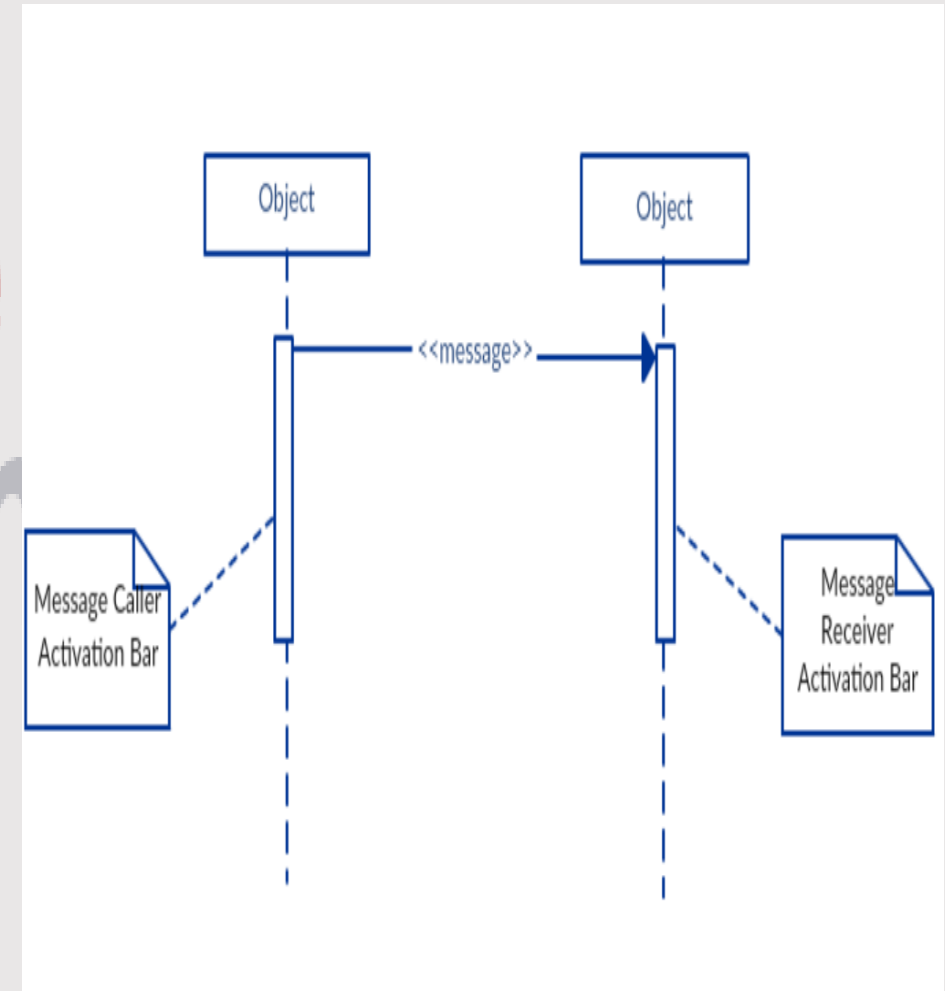 Object
Object
<<message>>
Message Caller
Activation Bar
Message
Receiver
Activation Bar